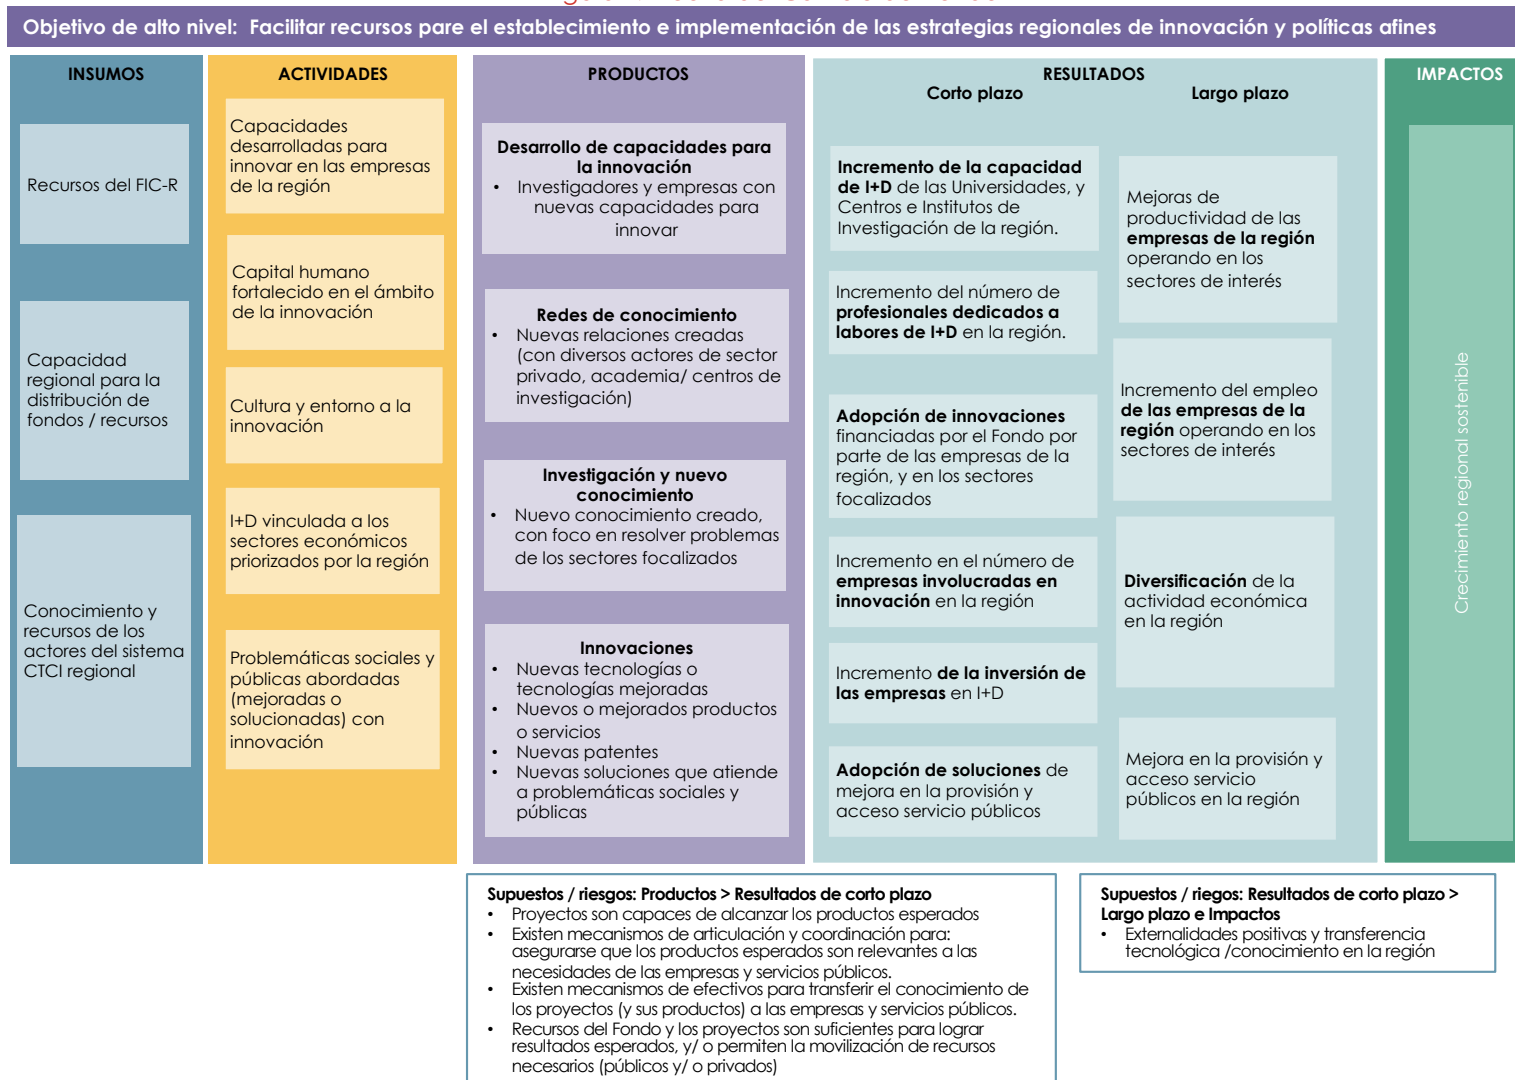 Objetivo de alto nivel: Facilitar recursos pare el establecimiento e implementación de las estrategias regionales de innovación y políticas afines
INSUMOS
Recursos del FIC-R
Capacidad
regional para la
distribución de
fondos / recursos
Conocimiento y
recursos de los
actores del sistema
CTCI regional
ACTIVIDADES
Capacidades
desarrolladas para
innovar en las empresas
de la región
Capital humano
fortalecido en el ámbito
de la innovación
Cultura y entorno a la
innovación
I+D vinculada a los
sectores económicos
priorizados por la región
Problemáticas sociales y
públicas abordadas
(mejoradas o
solucionadas) con
innovación
PRODUCTOS
Desarrollo de capacidades para
la innovación
• Investigadores y empresas con
nuevas capacidades para
innovar
Redes de conocimiento
• Nuevas relaciones creadas
(con diversos actores de sector
privado, academia/ centros de
investigación)
Investigación y nuevo
conocimiento
• Nuevo conocimiento creado,
con foco en resolver problemas
de los sectores focalizados
Innovaciones
• Nuevas tecnologías o
tecnologías mejoradas
• Nuevos o mejorados productos
o servicios
• Nuevas patentes
• Nuevas soluciones que atiende
a problemáticas sociales y
públicas
RESULTADOS
Corto plazo
Incremento de la capacidad
de I+D de las Universidades, y
Centros e Institutos de
Investigación de la región.
Incremento del número de
profesionales dedicados a
labores de I+D en la región.
Adopción de innovaciones
financiadas por el Fondo por
parte de las empresas de la
región, y en los sectores
focalizados
Incremento en el número de
empresas involucradas en
innovación en la región
Incremento de la inversión de
las empresas en I+D
Adopción de soluciones de
mejora en la provisión y
acceso servicio públicos
Largo plazo
Mejoras de
productividad de las
empresas de la región
operando en los
sectores de interés
Incremento del empleo
de las empresas de la
región operando en los
sectores de interés
Diversificación de la
actividad económica
en la región
Mejora en la provisión y
acceso servicio
públicos en la región
IMPACTOS
Crecimiento regional sostenible
Supuestos / riesgos: Productos > Resultados de corto plazo
• Proyectos son capaces de alcanzar los productos esperados
• Existen mecanismos de articulación y coordinación para:
asegurarse que los productos esperados son relevantes a las
necesidades de las empresas y servicios públicos.
• Existen mecanismos de efectivos para transferir el conocimiento de
los proyectos (y sus productos) a las empresas y servicios públicos.
• Recursos del Fondo y los proyectos son suficientes para lograr
resultados esperados, y/ o permiten la movilización de recursos
necesarios (públicos y/ o privados)
Supuestos / riegos: Resultados de corto plazo >
Largo plazo e Impactos
• Externalidades positivas y transferencia
tecnológica /conocimiento en la región